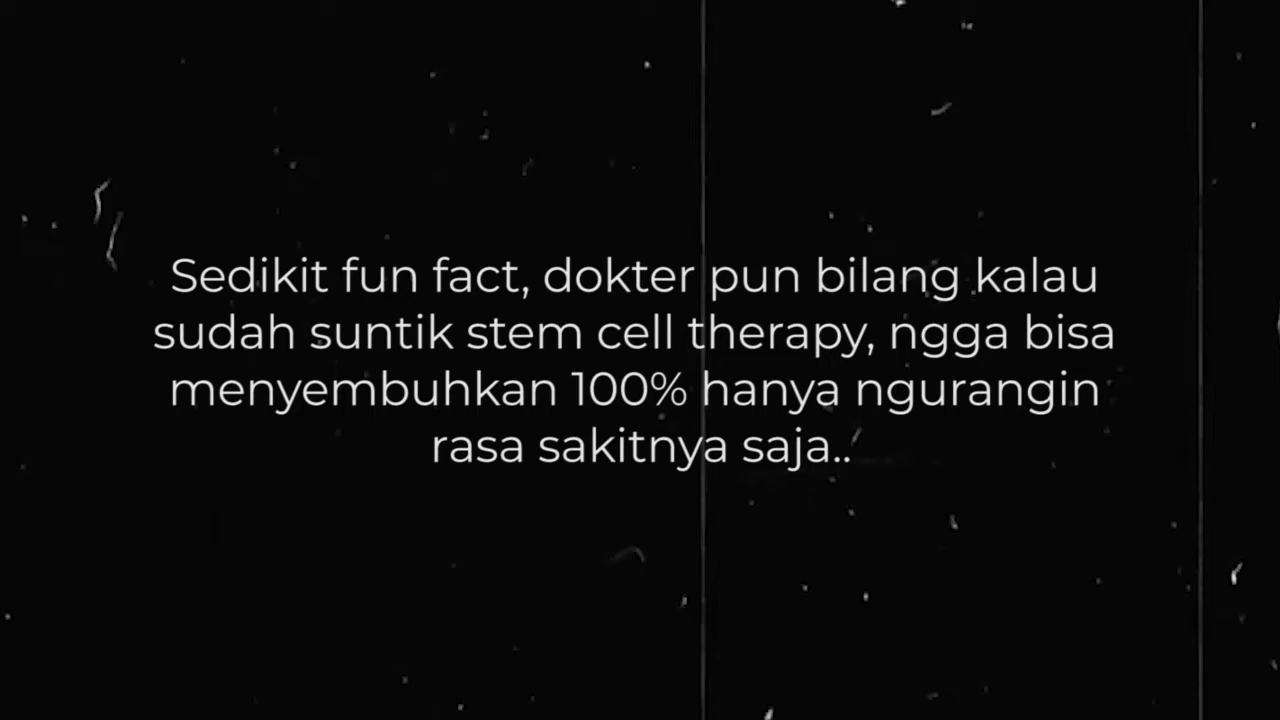 Sedikit fun fact, dokter pun bilang kalau
sudah suntik stem cell therapy, ngga bisa
menyembuhkan 100% hanya ngurangin
rasa sakitnya saja..